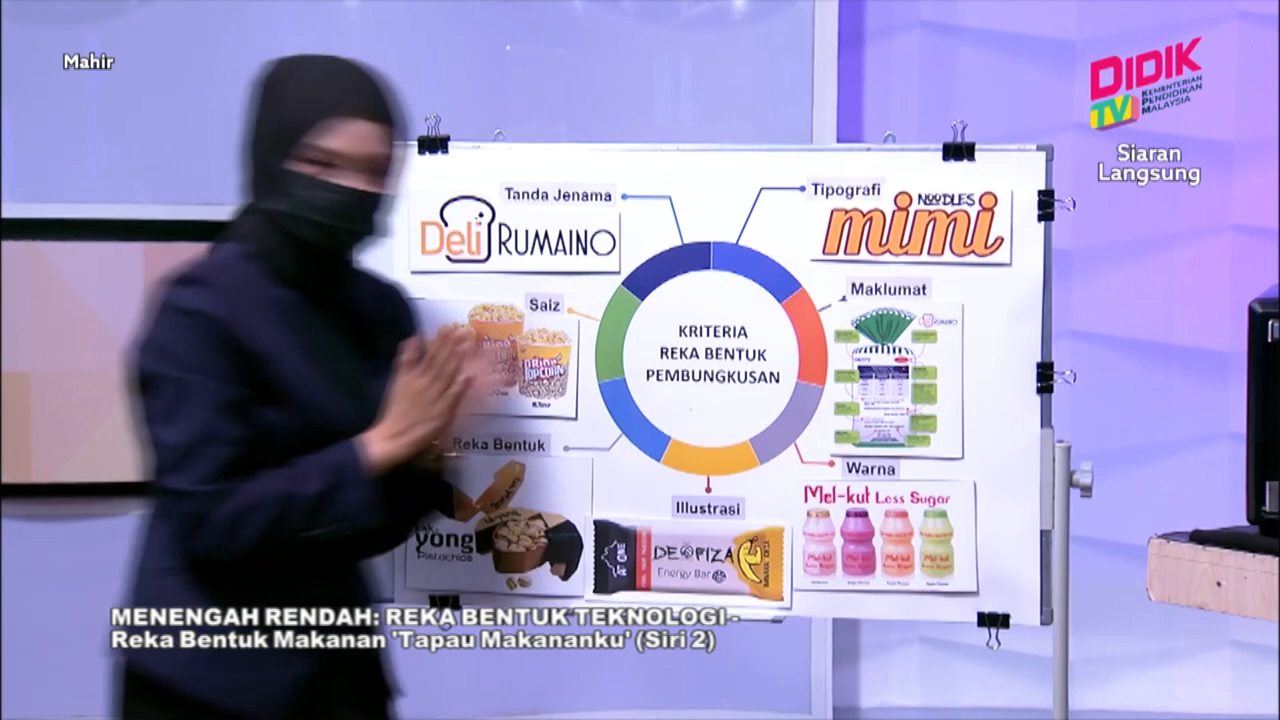 Mahir
DIDIK
TV
KEMENTERIAN
PENDIDIKAN
MALAYSIA
Siaran
Langsung
Tanda Jenama
Deli RUMAINO
Tipografi
NOODLES
mimi
Saiz
Maklumat
KRITERIA
REKA BENTUK
PEMBUNGKUSAN
Reka Bentuk
yong
Pistachios
Illustrasi
Energy Bar
Warna
Mel-kut Less Sugar
MENENGAH RENDAH: REKA BENTUK TEKNOLOGI -
Reka Bentuk Makanan 'Tapau Makananku' (Siri 2)